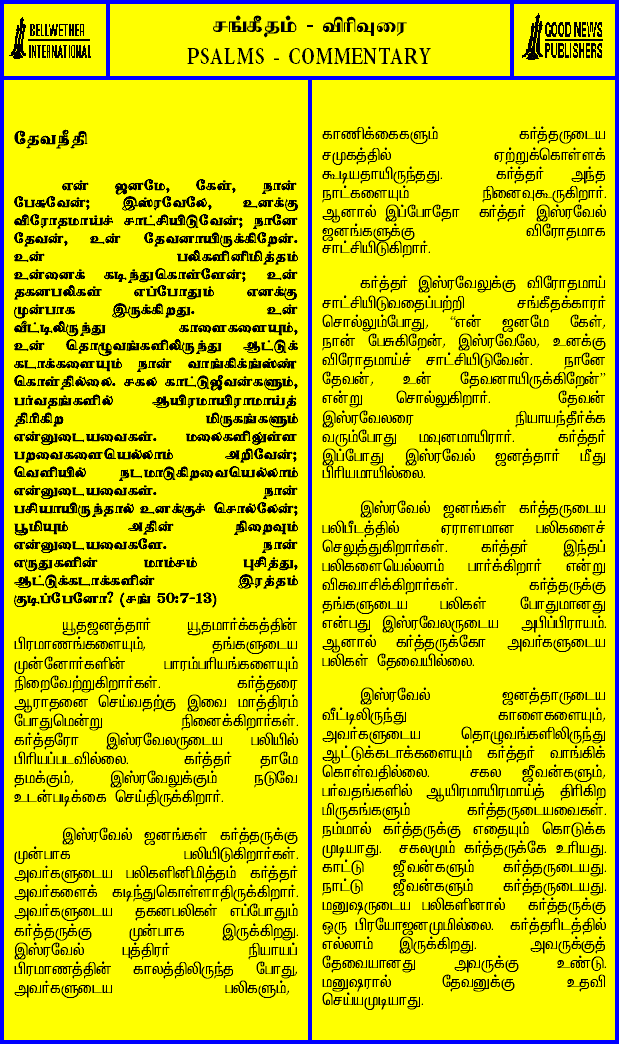 BELLWETHER
INTERNATIONAL
சங்கீதம் - விரிவுரை
PSALMS - COMMENTARY
GOOD NEWS
PUBLISHERS
தேவநீதி
என் ஜனமே, கேள், நான்
பேசுவேன்; இஸ்ரவேலே, உனக்கு
விரோதமாய்ச் சாட்சியிடுவேன்; நானே
தேவன், உன் தேவனாயிருக்கிறேன்.
உன் பலிகளினிமித்தம்
உன்னைக் கடிந்துகொள்ளேன்; உன்
தகனபலிகள் எப்போதும் எனக்கு
முன்பாக இருக்கிறது. உன்
வீட்டிலிருந்து காளைகளையும்,
உன் தொழுவங்களிலிருந்து ஆட்டுக்
கடாக்களையும் நான் வாங்கிக்ங்ஸ்ண்
கொள்தில்லை. சகல காட்டுஜீவன்களும்,
பர்வதங்களில் ஆயிரமாயிராமாய்த்
திரிகிற மிருகங்களும்
என்னுடையவைகள். மலைகளிலுள்ள
பறவைகளையெல்லாம் அறிவேன்;
வெளியில் நடமாடுகிறவையெல்லாம்
என்னுடையவைகள். நான்
பசியாயிருந்தால் உனக்குச் சொல்லேன்;
பூமியும் அதின் நிறைவும்
என்னுடையவைகளே. நான்
எருதுகளின் மாம்சம் புசித்து,
ஆட்டுக்கடாக்களின் இரத்தம்
குடிப்பேனோ? (சங் 50:7-13)
யூதஜனத்தார் யூதமார்க்கத்தின்
பிரமாணங்களையும், தங்களுடைய
முன்னோர்களின் பாரம்பரியங்களையும்
நிறைவேற்றுகிறார்கள். கர்த்தரை
ஆராதனை செய்வதற்கு இவை மாத்திரம்
போதுமென்று நினைக்கிறார்கள்.
கர்த்தரோ இஸ்ரவேலருடைய பலியில்
பிரியப்படவில்லை. கர்த்தர் தாமே
தமக்கும், இஸ்ரவேலுக்கும் நடுவே
உடன்படிக்கை செய்திருக்கிறார்.
இஸ்ரவேல் ஜனங்கள் கர்த்தருக்கு
முன்பாக பலியிடுகிறார்கள்.
அவர்களுடைய பலிகளினிமித்தம் கர்த்தர்
அவர்களைக் கடிந்துகொள்ளாதிருக்கிறார்.
அவர்களுடைய தகனபலிகள் எப்போதும்
கர்த்தருக்கு முன்பாக இருக்கிறது.
இஸ்ரவேல் புத்திரர் நியாயப்
பிரமாணத்தின் காலத்திலிருந்த போது,
அவர்களுடைய பலிகளும்,
காணிக்கைகளும் கர்த்தருடைய
சமுகத்தில் ஏற்றுக்கொள்ளக்
கூடியதாயிருந்தது. கர்த்தர் அந்த
நாட்களையும் நினைவுகூருகிறார்.
ஆனால் இப்போதோ கர்த்தர் இஸ்ரவேல்
ஜனங்களுக்கு விரோதமாக
சாட்சியிடுகிறார்.
கர்த்தர் இஸ்ரவேலுக்கு விரோதமாய்
சாட்சியிடுவதைப்பற்றி சங்கீதக்காரர்
சொல்லும்போது, “என் ஜனமே கேள்,
நான் பேசுகிறேன், இஸ்ரவேலே, உனக்கு
விரோதமாய்ச் சாட்சியிடுவேன். நானே
தேவன், உன் தேவனாயிருக்கிறேன்”
என்று சொல்லுகிறார். தேவன்
இஸ்ரவேலரை நியாயந்தீர்க்க
வரும்போது மவுனமாயிரார். கர்த்தர்
இப்போது இஸ்ரவேல் ஜனத்தார் மீது
பிரியமாயில்லை.
இஸ்ரவேல் ஜனங்கள் கர்த்தருடைய
பலிபீடத்தில் ஏராளமான பலிகளைச்
செலுத்துகிறார்கள். கர்த்தர் இந்தப்
பலிகளையெல்லாம் பார்க்கிறார் என்று
விசுவாசிக்கிறார்கள். கர்த்தருக்கு
தங்களுடைய பலிகள் போதுமானது
என்பது இஸ்ரவேலருடைய அபிப்பிராயம்.
ஆனால் கர்த்தருக்கோ அவர்களுடைய
பலிகள் தேவையில்லை.
இஸ்ரவேல் ஜனத்தாருடைய
வீட்டிலிருந்து காளைகளையும்,
அவர்களுடைய தொழுவங்களிலிருந்து
ஆட்டுக்கடாக்களையும் கர்த்தர் வாங்கிக்
கொள்வதில்லை. சகல ஜீவன்களும்,
பர்வதங்களில் ஆயிரமாயிரமாய்த் திரிகிற
மிருகங்களும் கர்த்தருடையவைகள்.
நம்மால் கர்த்தருக்கு எதையும் கொடுக்க
முடியாது. சகலமும் கர்த்தருக்கே உரியது.
காட்டு ஜீவன்களும் கர்த்தருடையது.
நாட்டு ஜீவன்களும் கர்த்தருடையது.
மனுஷருடைய பலிகளினால் கர்த்தருக்கு
ஒரு பிரயோஜனமுமில்லை. கர்த்தரிடத்தில்
எல்லாம் இருக்கிறது. அவருக்குத்
தேவையானது அவருக்கு உண்டு.
மனுஷரால் தேவனுக்கு உதவி
செய்யமுடியாது.